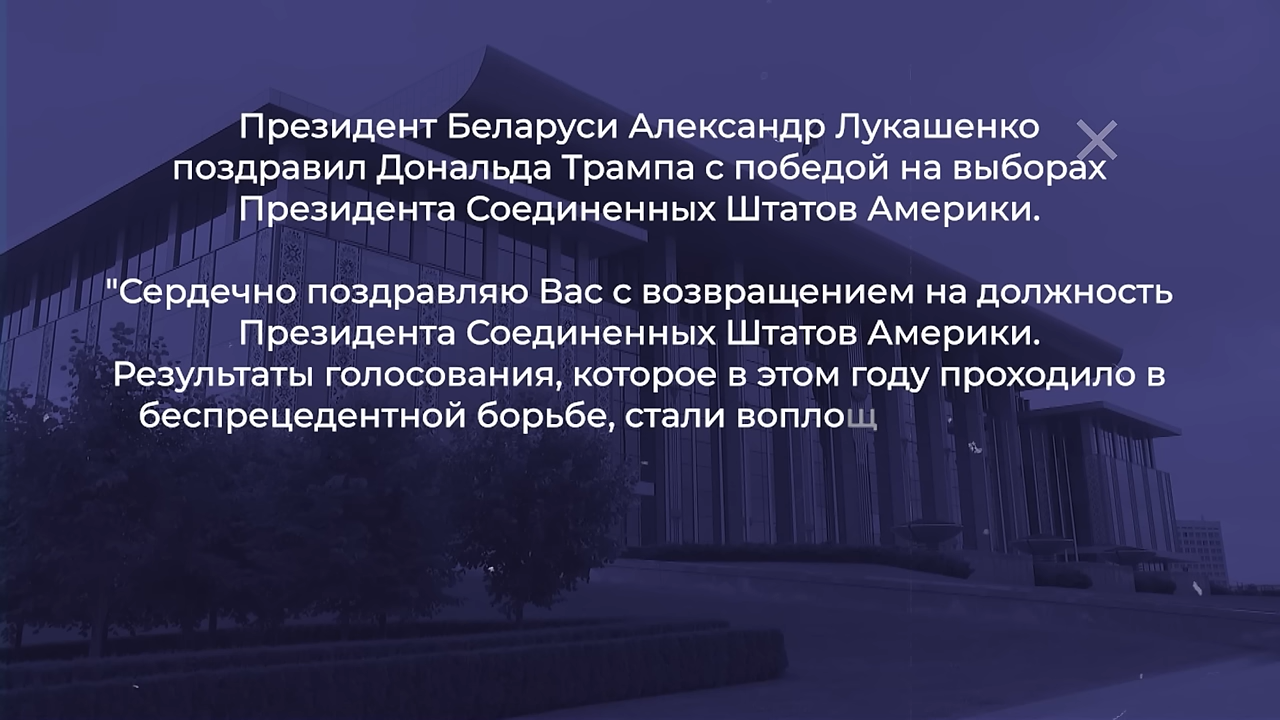 Президент Беларуси Александр Лукашенко
поздравил Дональда Трампа с победой на выборах
Президента Соединенных Штатов Америки.
"Сердечно поздравляю Вас с возвращением на должность
Президента Соединенных Штатов Америки.
Результаты голосования, которое в этом году проходило в
беспрецедентной борьбе, стали воплощ